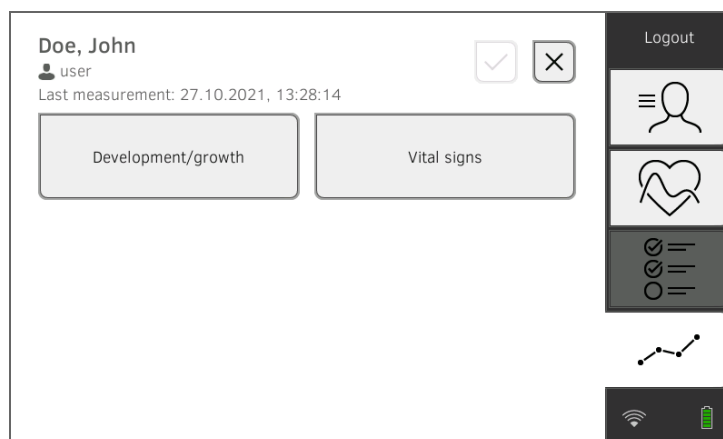 Doe, John
user
Last measurement: 27.10.2021, 13:28:14
Development/growth
Vital signs
Logout